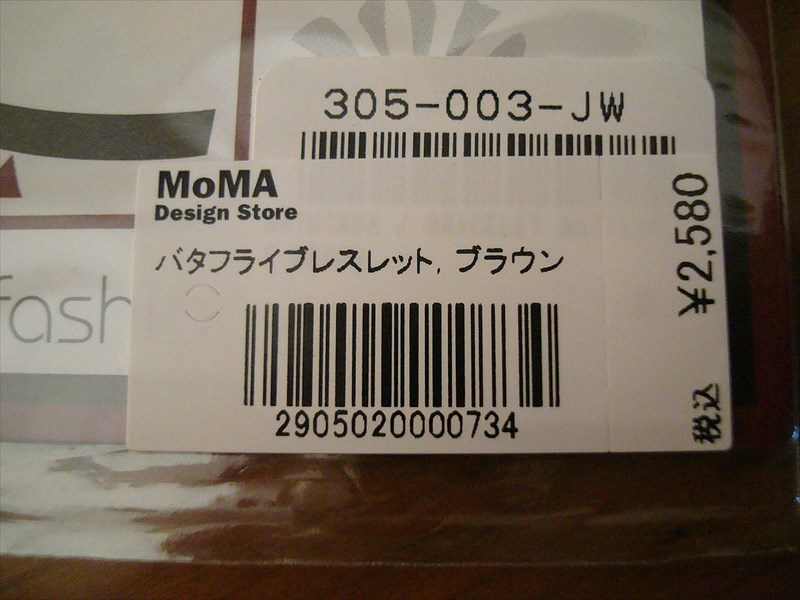 305-003-JW
MoMA
Design Store
バタフライブレスレット, ブラウン
2905020000734
¥2,580
税込
fash